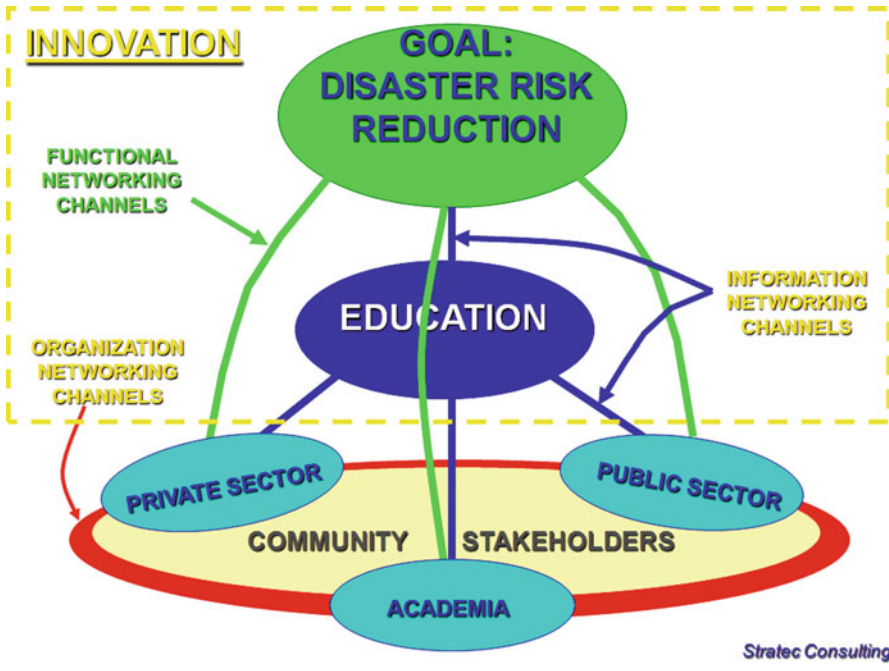 INNOVATION
GOAL:
DISASTER RISK
REDUCTION
FUNCTIONAL
NETWORKING
CHANNELS
EDUCATION
INFORMATION
NETWORKING
CHANNELS
ORGANIZATION
NETWORKING
CHANNELS
PRIVATE SECTOR
PUBLIC SECTOR
COMMUNITY STAKEHOLDERS
ACADEMIA
Stratec Consulting